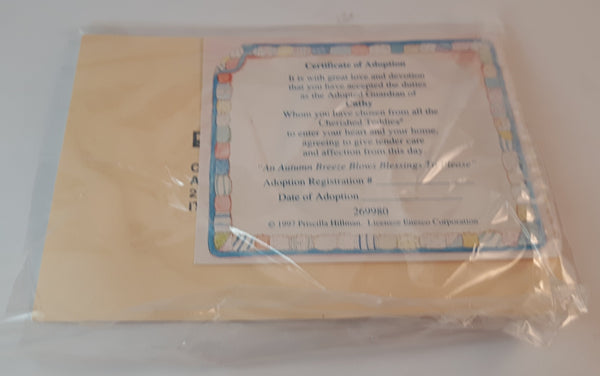 Certificate of Adoption
It is with great love and devotion
that you have accepted the duties
as the Adopted Guardian of
Cathy
Whom you have chosen from all the
Cherished Teddies®
to enter your heart and your home,
agreeing to give tender care
and affection from this day.
"An Autumn Breeze Blows Blessings To Please"
Adoption Registration #
Date of Adoption
269980
© 1997 Priscilla Hillman. Licensee Enesco Corporation